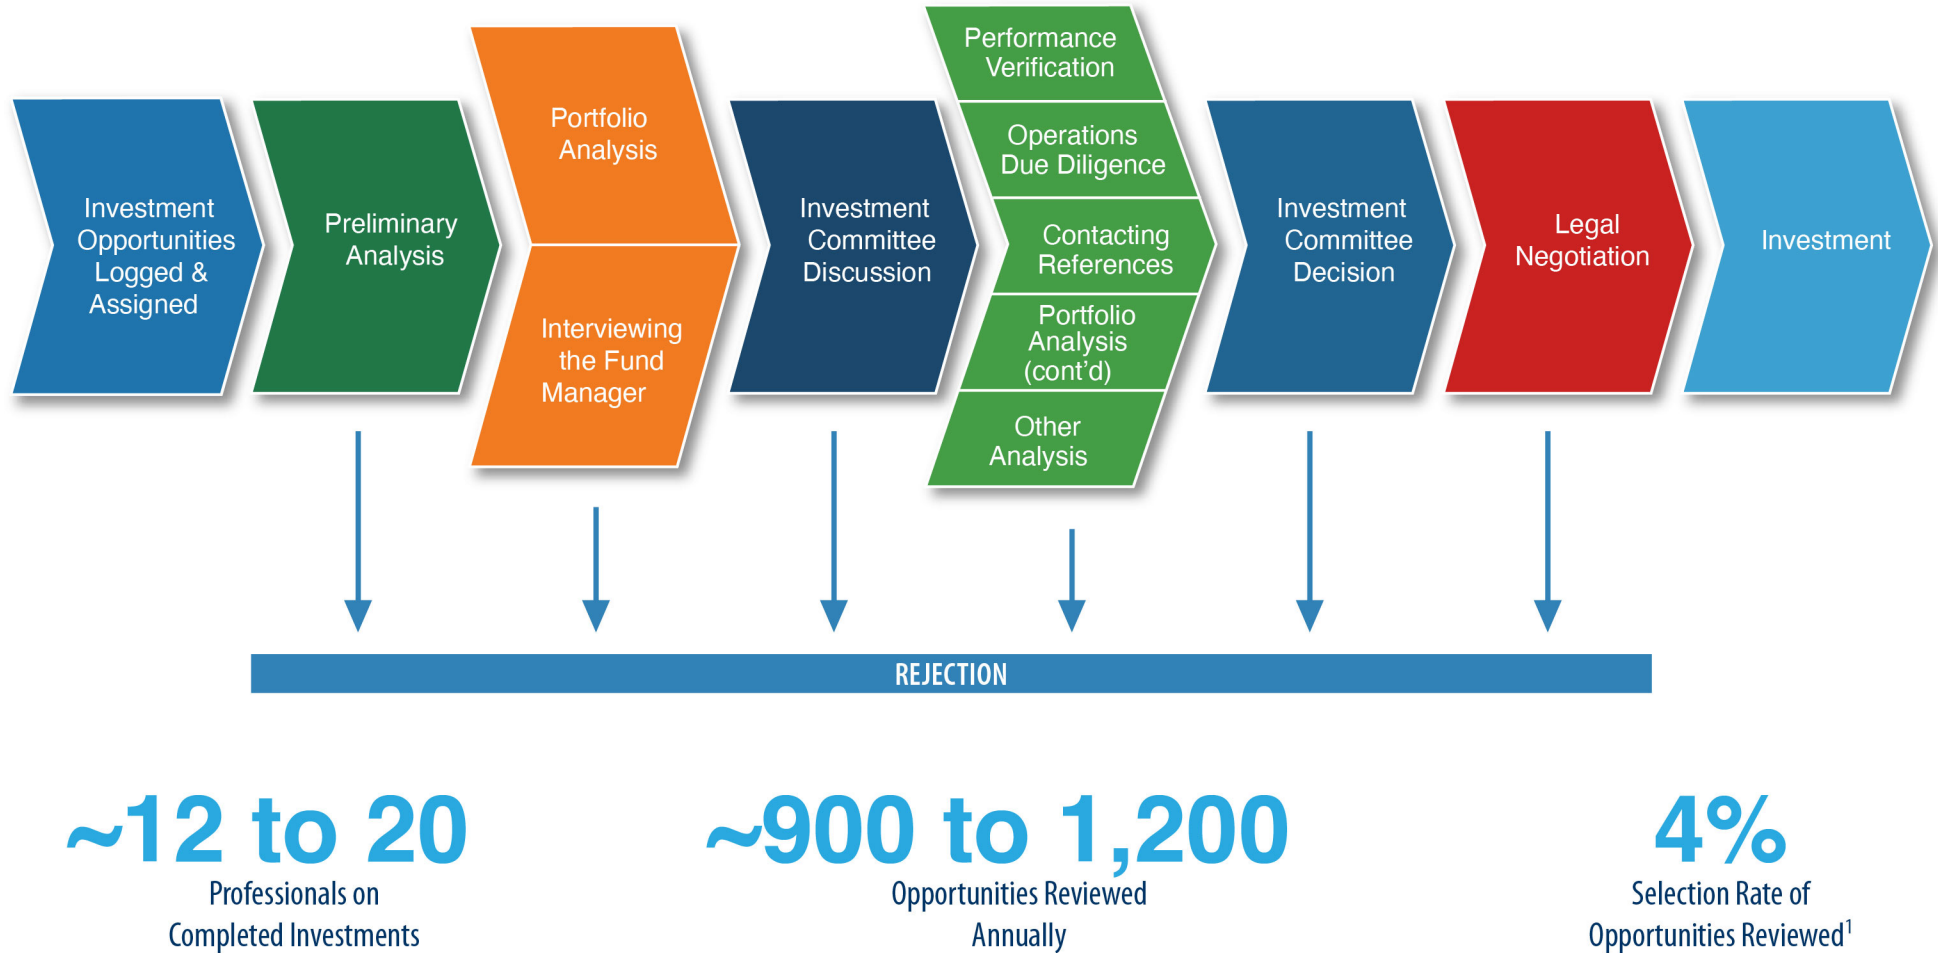 Investment
Opportunities
Logged &
Assigned
Preliminary
Analysis
Portfolio
Analysis
Interviewing
the Fund
Manager
Investment
Committee
Discussion
Performance
Verification
Operations
Due Diligence
Contacting
References
Portfolio
Analysis
(cont’d)
Other
Analysis
Investment
Committee
Decision
Legal
Negotiation
Investment
REJECTION
~12 to 20
Professionals on
Completed Investments
~900 to 1,200
Opportunities Reviewed
Annually
4%
Selection Rate of
Opportunities Reviewed¹